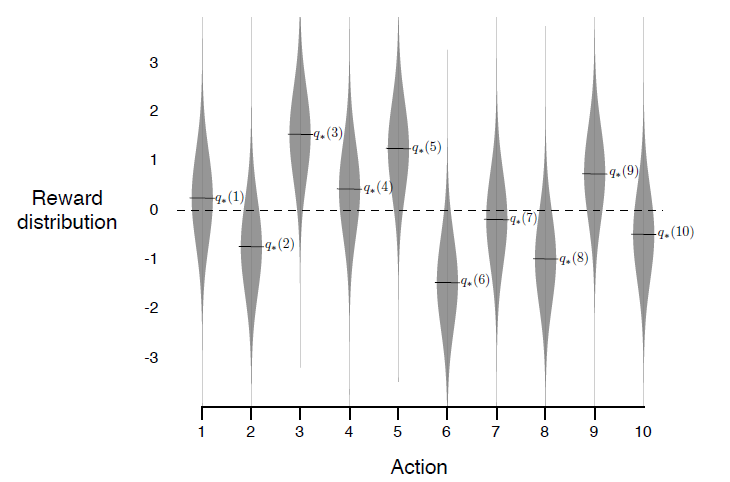 3
2
1
0
-1
-2
-3
Reward
distribution
q∗(1)
q∗(2)
q∗(3)
q∗(4)
q∗(5)
q∗(6)
q∗(7)
q∗(8)
q∗(9)
q∗(10)
1 2 3 4 5 6 7 8 9 10
Action